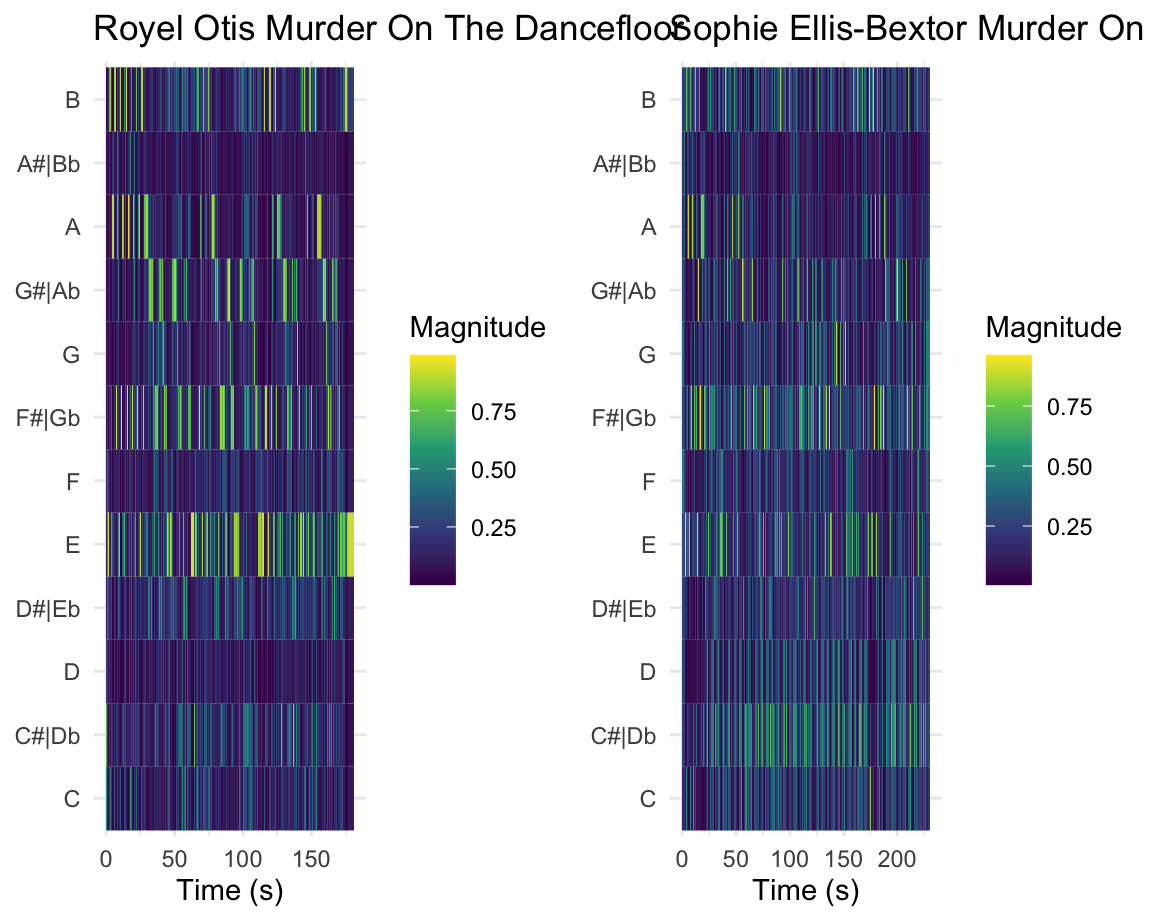 Royel Otis Murder On The Dancefloor
B
A#|Bb
A
G#|Ab
G
F#|Gb
F
E
D#|Eb
D
C#|Db
C
0 50 100 150
Time (s)
Magnitude
0.75
0.50
0.25
Sophie Ellis-Bextor Murder On
B
A#|Bb
A
G#|Ab
G
F#|Gb
F
E
D#|Eb
D
C#|Db
C
0 50 100 150 200
Time (s)
Magnitude
0.75
0.50
0.25